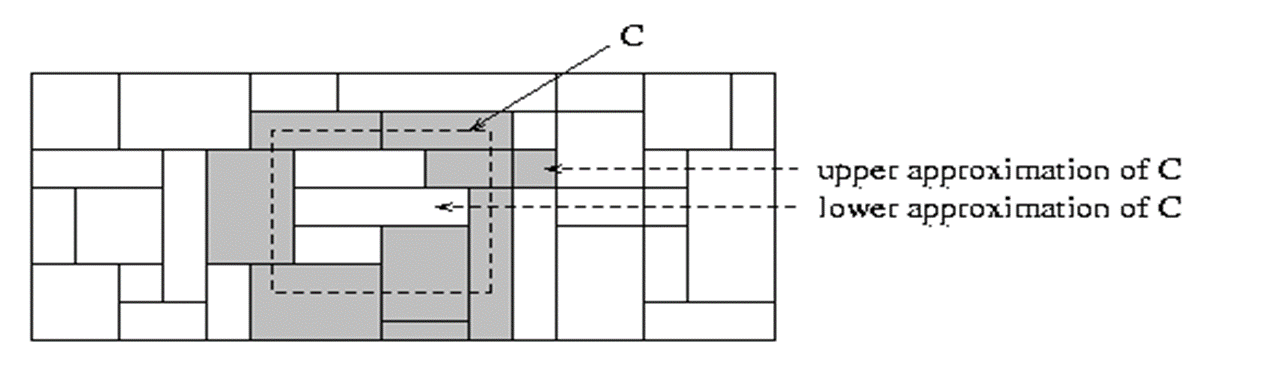 C
upper approximation of C
lower approximation of C